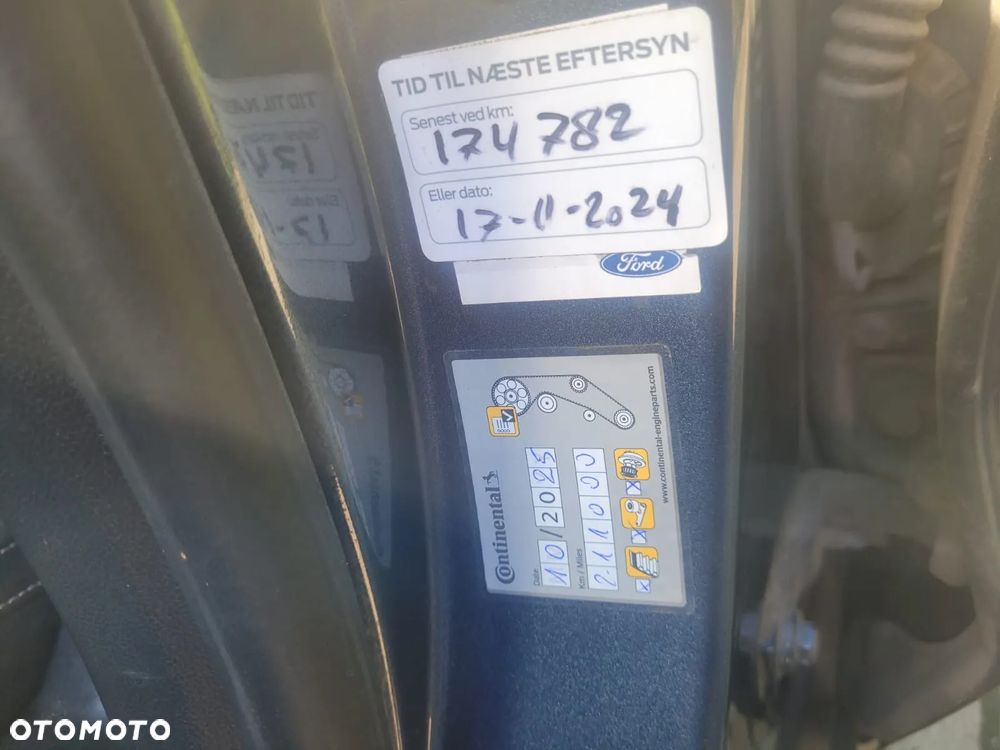 TID TIL NÆSTE EFTERSYN
Senest ved km:
174 782
Eller dato:
17-11-2024
Ford
Continental
Date
10/2025
Km / Miles
211000
www.continental-engineparts.com
OTOMOTO